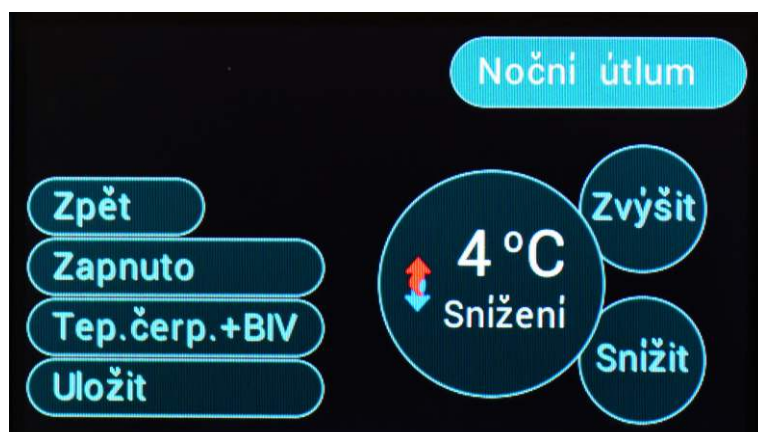 Noční útlum
Zpět
Zapnuto
Tep.čerp.+BIV
Uložit
4 °C
Snížení
Zvýšit
Snížit